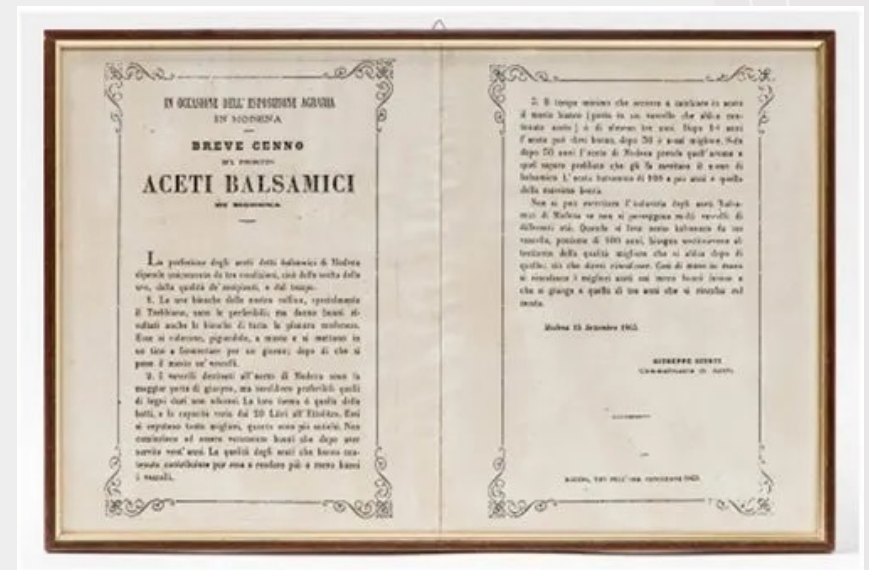 IN OCCASIONE DELL' ESPOSIZIONE AGRARIA
IN MODENA
BREVE CENNO
ACETI BALSAMICI
DI MODENA
La perfezione degli aceti detti balsamici di Modena
dipende unicamente da tre condizioni, cioè dalla scelta delle
uve, dalla qualità de' recipienti, e dal tempo.
1. Le uve bianche delle nostre colline, specialmente
il Trebbiano, sono le preferibili; ma danno buoni ri-
sultati anche le bianche di tutta la pianura modenese.
Esse si colgono, pigiandole, a mano e si mettono in
un tino a fermentare per un giorno; dopo di che si
pone il mosto ne' vaselli.
2. I vaselli destinati all' aceto di Modena sono la
maggior parte di ginepro, ma sarebbero preferibili quelli
di legni duri non odorosi. La loro forma è quella delle
botti, e la capacità varia dai 20 Litri all' Ettolitro. Essi
si reputano tanto migliori, quanto sono più antichi. Non
cominciano ad essere veramente buoni che dopo aver
servito vent' anni. La qualità degli aceti che hanno con-
tenuto contribuisce per essa a rendere più o meno buoni
i vaselli.
3. Il tempo minimo che occorre a cambiare in aceto
il mosto bianco (posto in un vasello che abbia con-
tenuto aceto) è di almeno tre anni. Dopo anni
l' aceto può dirsi buono, dopo 30 è assai migliore. Solo
dopo 50 anni l' aceto di Modena prende quell' aroma e
quel sapore prelibato che gli fa meritare il nome di
balsamico. L' aceto balsamico di 100 e più anni è quello
della massima bontà.
Non si può esercitare l' industria degli aceti balsa-
mici di Modena se non si posseggono molti vaselli di
differenti età. Quando si leva aceto balsamico da un
vasello, poniamo di 100 anni, bisogna
della qualità migliore che si abbia dopo di
quello; ciò che dicesi rincalzare. Così di mano in mano
si rincalzano i migliori aceti coi meno buoni
che si giunge a quello di tre anni che si rincalza col
mosto.
Modena 15 Settembre 1863.
GIUSEPPE
MODENA, TIP. DELL' 1863.